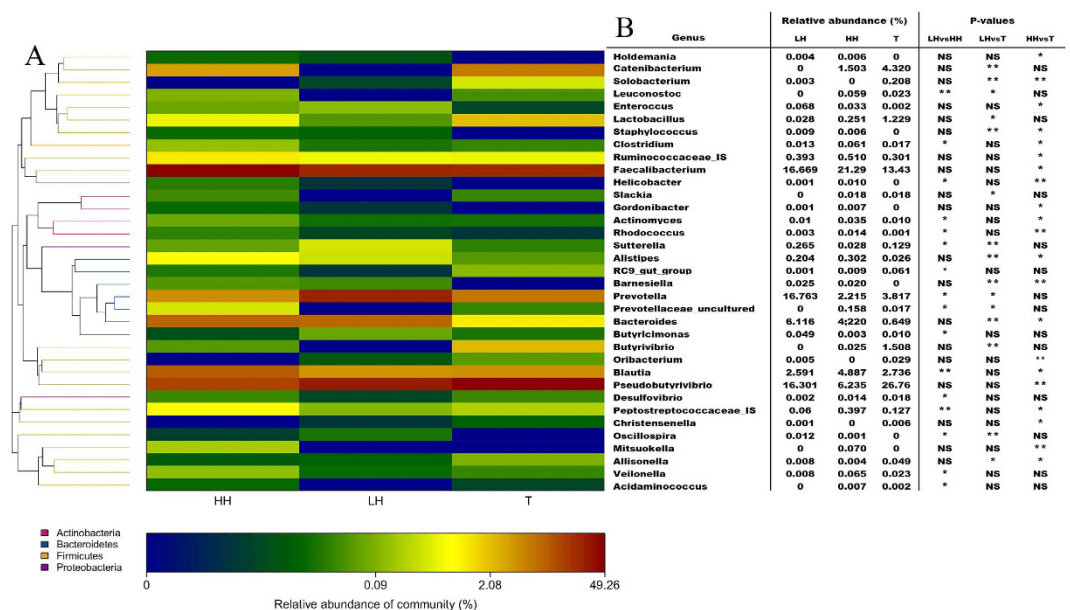 A
B
Relative abundance (%) P-values
Genus LH HH T LHvsHH LHvsT HHvsT
Holdemania 0.004 0.006 0 NS NS *
Catenibacterium 0 1.503 4.320 NS ** NS
Solobacterium 0.003 0 0.208 NS ** **
Leuconostoc 0 0.059 0.023 ** * NS
Enteroccus 0.068 0.033 0.002 NS NS *
Lactobacillus 0.028 0.251 1.229 NS * NS
Staphylococcus 0.009 0.006 0 NS ** *
Clostridium 0.013 0.061 0.017 * NS *
Ruminococcaceae_IS 0.393 0.510 0.301 NS NS *
Faecalibacterium 16.669 21.29 13.43 NS NS *
Helicobacter 0.001 0.010 0 * NS **
Slackia 0 0.018 0.018 NS * NS
Gordonibacter 0.001 0.007 0 NS NS *
Actinomyces 0.01 0.035 0.010 * NS *
Rhodococcus 0.003 0.014 0.001 * NS **
Sutterella 0.265 0.028 0.129 * ** NS
Alistipes 0.204 0.302 0.026 NS ** *
RC9_gut_group 0.001 0.009 0.061 * NS NS
Barnesiella 0.025 0.020 0 NS ** **
Prevotella 16.763 2.215 3.817 * * NS
Prevotellaceae_uncultured 0 0.158 0.017 * * NS
Bacteroides 6.116 4;220 0.649 NS ** *
Butyricimonas 0.049 0.003 0.010 * NS NS
Butyrivibrio 0 0.025 1.508 NS ** NS
Oribacterium 0.005 0 0.029 NS NS **
Blautia 2.591 4.887 2.736 ** NS *
Pseudobutyrivibrio 16.301 6.235 26.76 NS NS **
Desulfovibrio 0.002 0.014 0.018 * NS NS
Peptostreptococcaceae_IS 0.06 0.397 0.127 ** NS *
Christensenella 0.001 0 0.006 NS NS *
Oscillospira 0.012 0.001 0 * ** NS
Mitsuokella 0 0.070 0 NS NS **
Allisonella 0.008 0.004 0.049 NS * *
Veilonella 0.008 0.065 0.023 * NS NS
Acidaminococcus 0 0.007 0.002 * NS NS
HH LH T
Actinobacteria
Bacteroidetes
Firmicutes
Proteobacteria
0 0.09 2.08 49.26
Relative abundance of community (%)